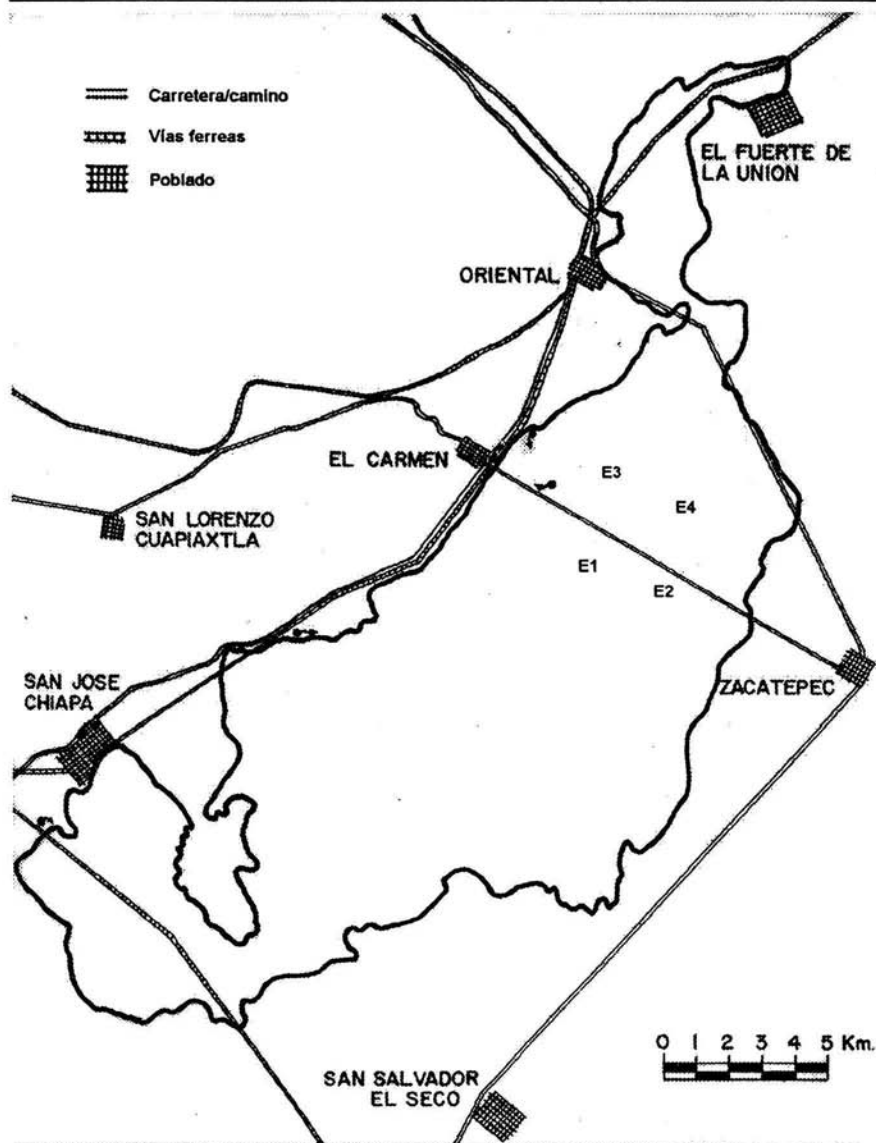 Carretera/camino
Vías ferreas
Poblado
EL FUERTE DE
LA UNION
ORIENTAL
EL CARMEN
E3
SAN LORENZO
CUAPIAXTLA
E4
E1
E2
SAN JOSE
CHIAPA
ZACATEPEC
0 1 2 3 4 5 Km.
SAN SALVADOR
EL SECO